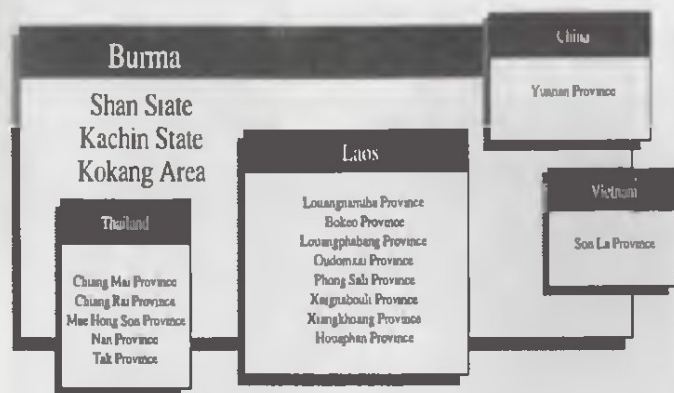 Burma
Shan State
Kachin State
Kokang Area
Thailand
Chiang Mai Province
Chiang Rai Province
Mae Hong Son Province
Nan Province
Tak Province
Laos
Louangnamtha Province
Bokeo Province
Louangphabang Province
Oudomxai Province
Phong Sali Province
Xaignabouli Province
Xiangkhoang Province
Houaphan Province
China
Yunnan Province
Vietnam
Son La Province